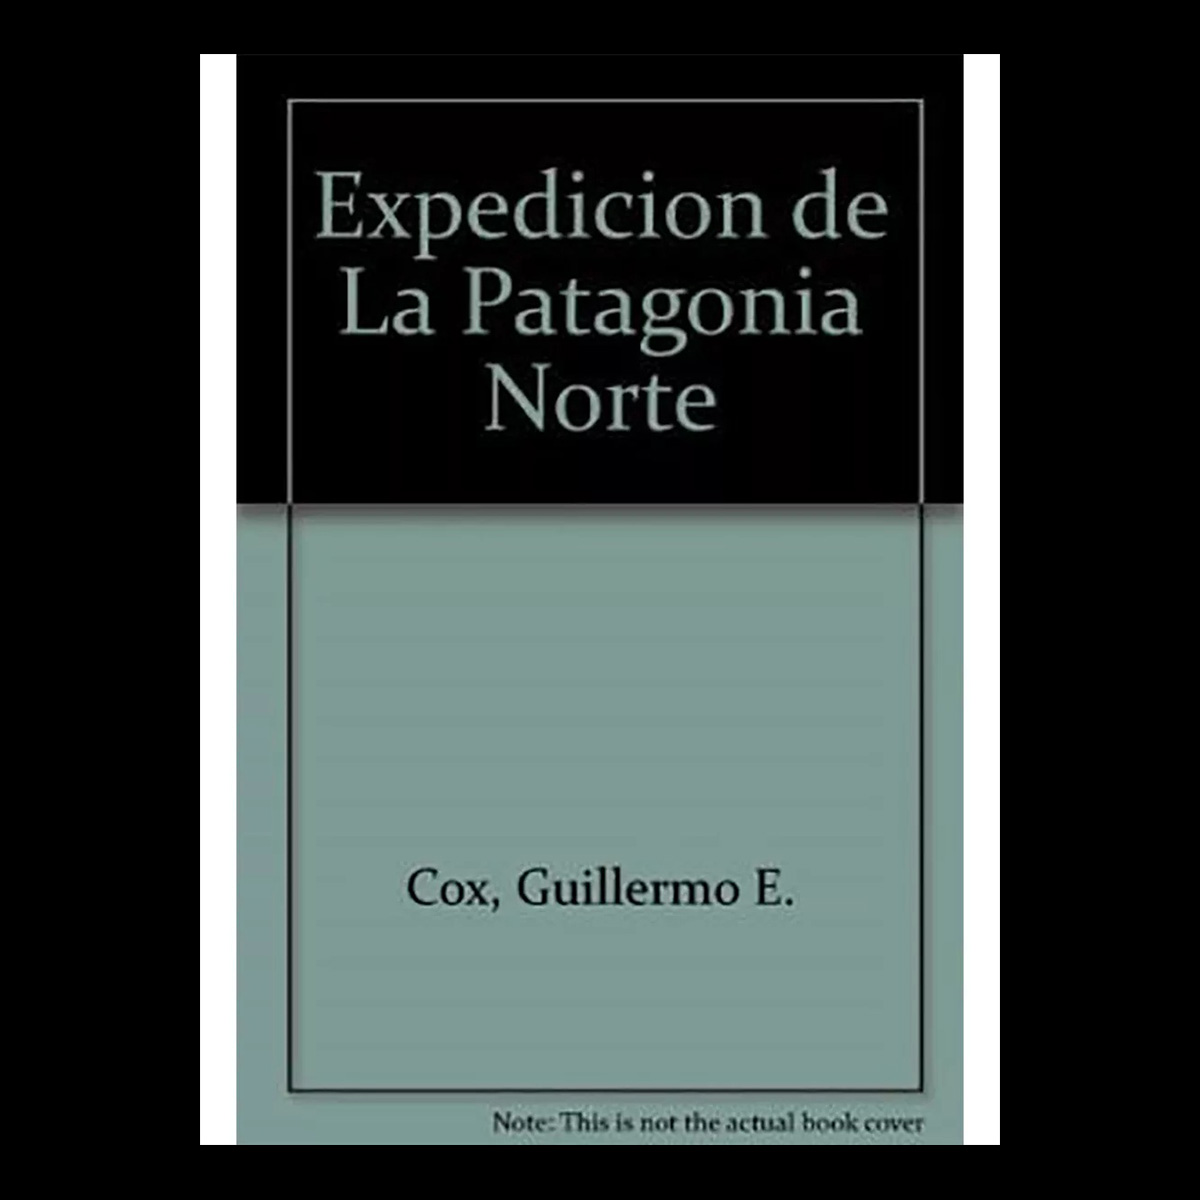 Expedicion de
La Patagonia
Norte
Cox, Guillermo E.
Note: This is not the actual book cover